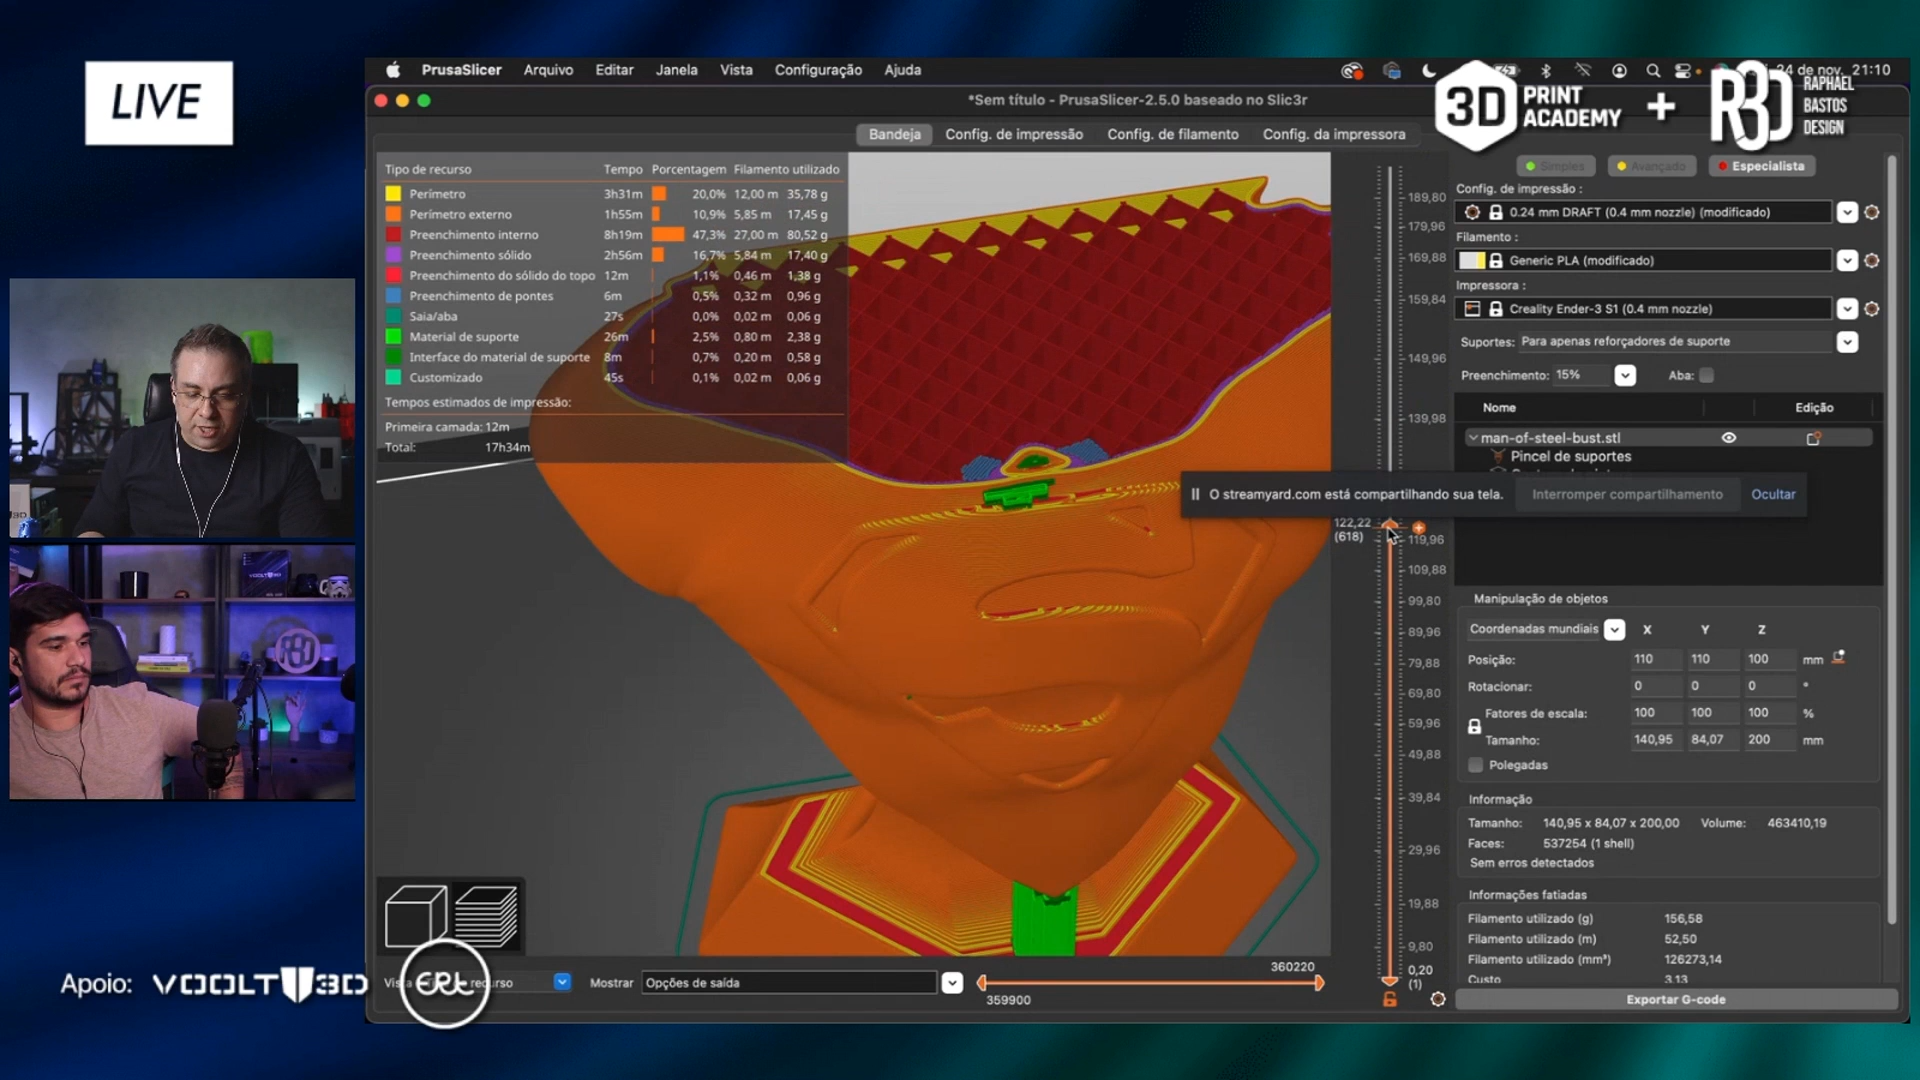 LIVE
PrusaSlicer Arquivo Editar Janela Vista Configuração Ajuda
24 de nov. 21:10
*Sem título - PrusaSlicer-2.5.0 baseado no Slic3r
3D PRINT ACADEMY + R3D RAPHAEL BASTOS DESIGN
Bandeja Config. de impressão Config. de filamento Config. da impressora
Simples Avançado Especialista
Tipo de recurso Tempo Porcentagem Filamento utilizado
Perímetro 3h31m 20,0% 12,00 m 35,78 g
Perímetro externo 1h55m 10,9% 5,85 m 17,45 g
Preenchimento interno 8h19m 47,3% 27,00 m 80,52 g
Preenchimento sólido 2h56m 16,7% 5,84 m 17,40 g
Preenchimento do sólido do topo 12m 1,1% 0,46 m 1,38 g
Preenchimento de pontes 6m 0,5% 0,32 m 0,96 g
Saia/aba 27s 0,0% 0,02 m 0,06 g
Material de suporte 26m 2,5% 0,80 m 2,38 g
Interface do material de suporte 8m 0,7% 0,20 m 0,58 g
Customizado 45s 0,1% 0,02 m 0,06 g
Tempos estimados de impressão:
Primeira camada: 12m
Total: 17h34m
189,80
179,96
169,88
159,84
149,96
139,98
122,22
(618)
119,96
109,88
99,80
89,96
79,88
69,80
59,96
49,88
39,84
29,96
19,88
9,80
0,20
(1)
Config. de impressão :
0.24 mm DRAFT (0.4 mm nozzle) (modificado)
Filamento :
Generic PLA (modificado)
Impressora :
Creality Ender-3 S1 (0.4 mm nozzle)
Suportes: Para apenas reforçadores de suporte
Preenchimento: 15% Aba:
Nome Edição
man-of-steel-bust.stl
Pincel de suportes
O streamyard.com está compartilhando sua tela. Interromper compartilhamento Ocultar
Manipulação de objetos
Coordenadas mundiais X Y Z
Posição: 110 110 100 mm
Rotacionar: 0 0 0 °
Fatores de escala: 100 100 100 %
Tamanho: 140,95 84,07 200 mm
Polegadas
Informação
Tamanho: 140,95 x 84,07 x 200,00 Volume: 463410,19
Faces: 537254 (1 shell)
Sem erros detectados
Informações fatiadas
Filamento utilizado (g) 156,58
Filamento utilizado (m) 52,50
Filamento utilizado (mm³) 126273,14
Custo 3,13
Exportar G-code
VOOLT3D
R3D
Apoio: VOOLT3D
Vista recurso Mostrar Opções de saída
360220
359900